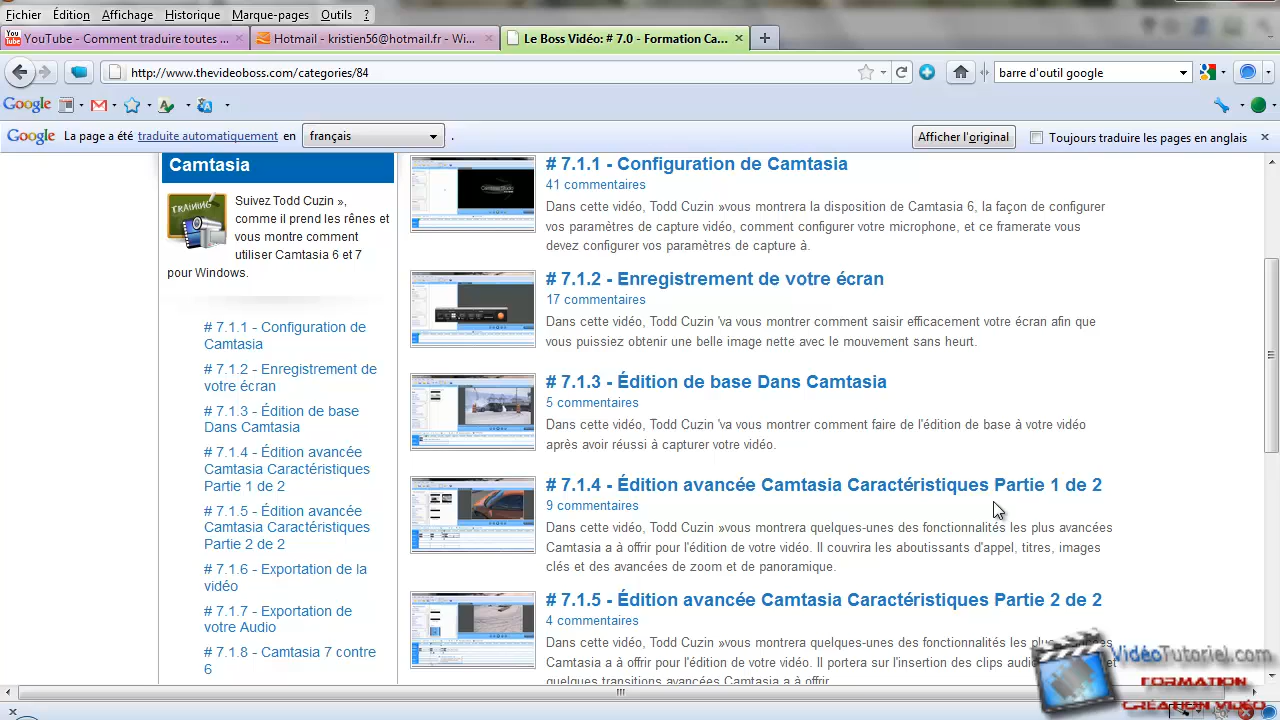 Fichier Édition Affichage Historique Marque-pages Outils ?
YouTube - Comment traduire toutes ...
Hotmail - kristien56@hotmail.fr - Wi...
Le Boss Vidéo: # 7.0 - Formation Ca...
http://www.thevideoboss.com/categories/84
barre d'outil google
Google
Google La page a été traduite automatiquement en français .
Afficher l'original
Toujours traduire les pages en anglais
Camtasia
TRAINING
Suivez Todd Cuzin »,
comme il prend les rênes et
vous montre comment
utiliser Camtasia 6 et 7
pour Windows.
# 7.1.1 - Configuration de
Camtasia
# 7.1.2 - Enregistrement de
votre écran
# 7.1.3 - Édition de base
Dans Camtasia
# 7.1.4 - Édition avancée
Camtasia Caractéristiques
Partie 1 de 2
# 7.1.5 - Édition avancée
Camtasia Caractéristiques
Partie 2 de 2
# 7.1.6 - Exportation de la
vidéo
# 7.1.7 - Exportation de
votre Audio
# 7.1.8 - Camtasia 7 contre
6
# 7.1.1 - Configuration de Camtasia
41 commentaires
Dans cette vidéo, Todd Cuzin »vous montrera la disposition de Camtasia 6, la façon de configurer
vos paramètres de capture vidéo, comment configurer votre microphone, et ce framerate vous
devez configurer vos paramètres de capture à.
# 7.1.2 - Enregistrement de votre écran
17 commentaires
Dans cette vidéo, Todd Cuzin 'la vous montrer comment saisir correctement votre écran afin que
vous puissiez obtenir une belle image nette avec le mouvement sans heurt.
# 7.1.3 - Édition de base Dans Camtasia
5 commentaires
Dans cette vidéo, Todd Cuzin 'va vous montrer comment faire de l'édition de base à votre vidéo
après avoir réussi à capturer votre vidéo.
# 7.1.4 - Édition avancée Camtasia Caractéristiques Partie 1 de 2
9 commentaires
Dans cette vidéo, Todd Cuzin »vous montrera quelques-unes des fonctionnalités les plus avancées
Camtasia a à offrir pour l'édition de votre vidéo. Il couvrira les aboutissants d'appel, titres, images
clés et des avancées de zoom et de panoramique.
# 7.1.5 - Édition avancée Camtasia Caractéristiques Partie 2 de 2
4 commentaires
Dans cette vidéo, Todd Cuzin »vous montrera quelques-unes des fonctionnalités les plus
Camtasia a à offrir pour l'édition de votre vidéo. Il portera sur l'insertion des clips
quelques transitions avancées Camtasia a à offrir
VidéoTutoriel.com
FORMATION
CRÉATION VIDÉO